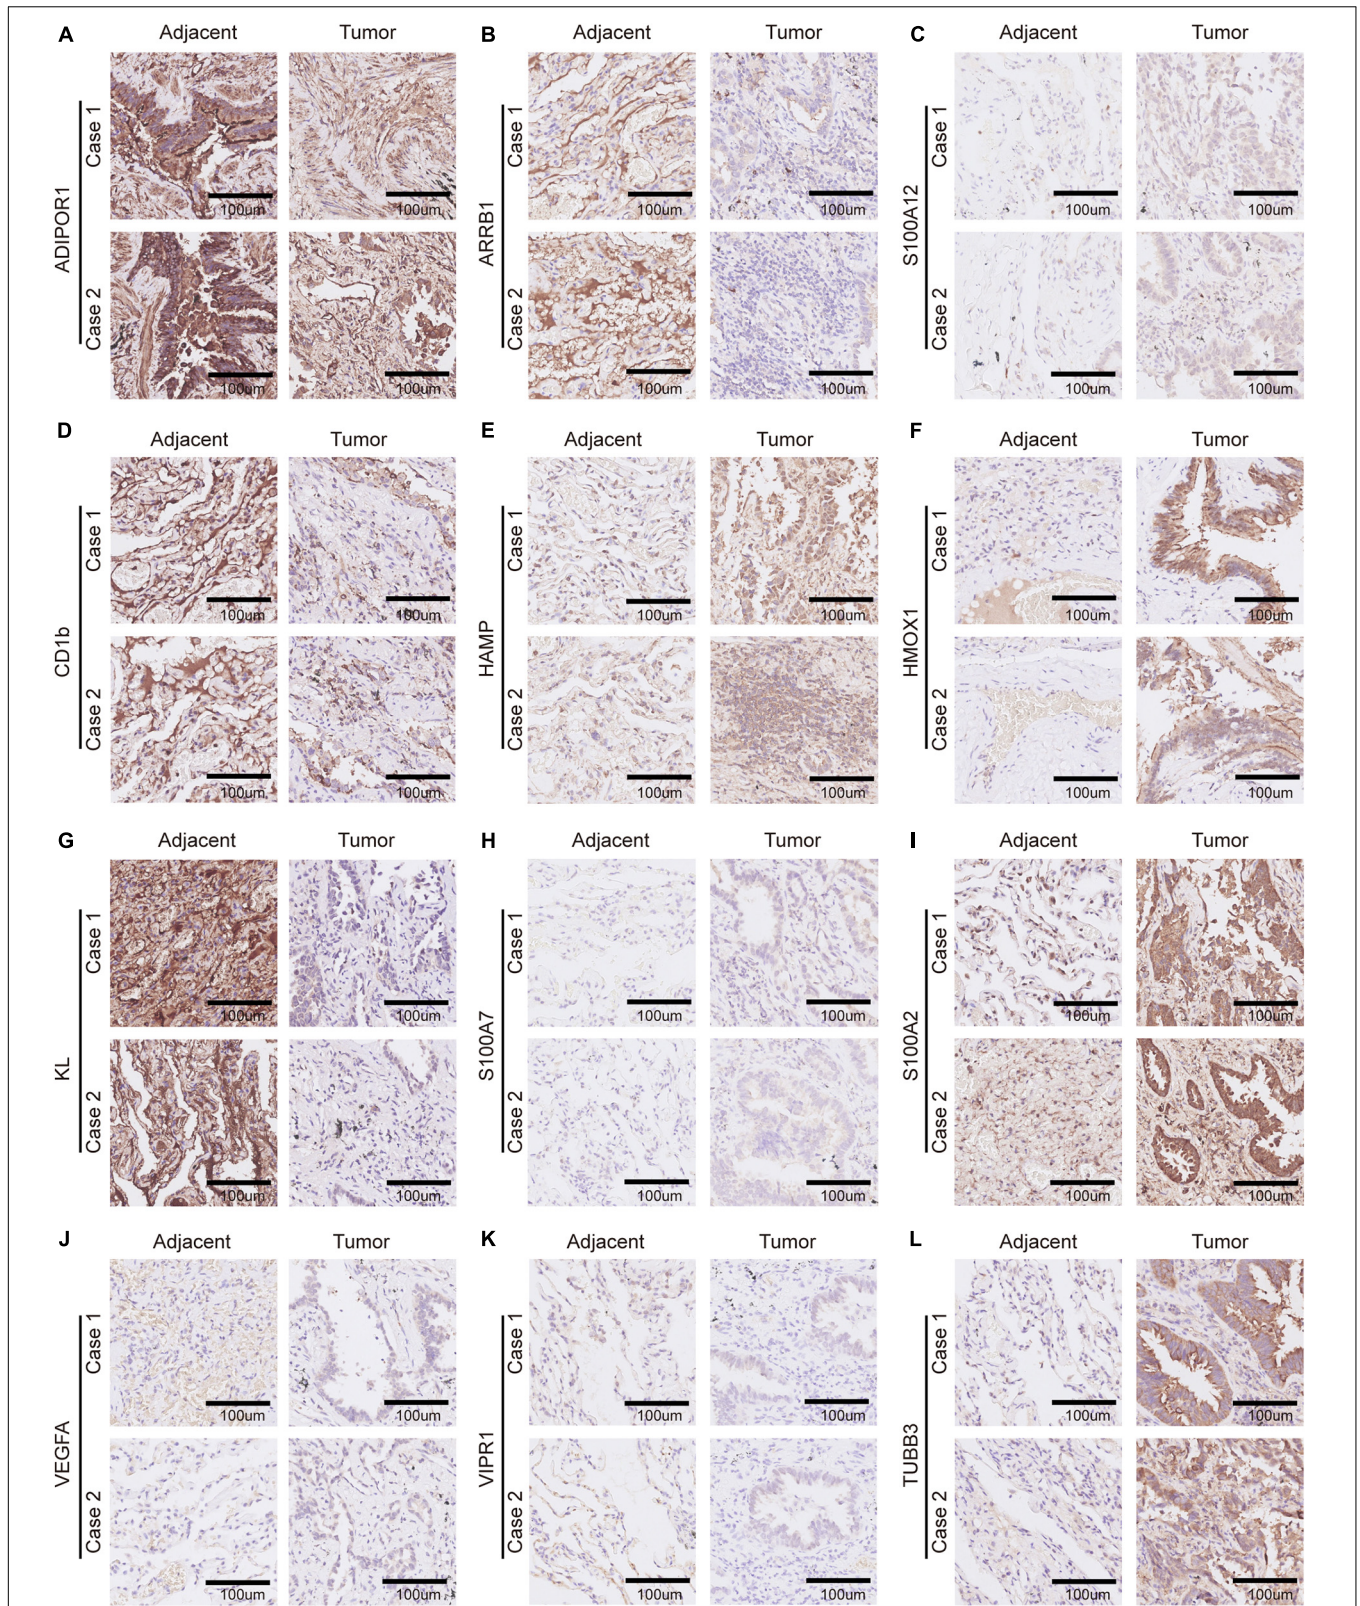 A Adjacent Tumor
B Adjacent Tumor
C Adjacent Tumor
ADIPOR1
Case 1
100um 100um
Case 2
100um 100um
ARRB1
Case 1
100um 100um
Case 2
100um 100um
S100A12
Case 1
100um 100um
Case 2
100um 100um
D Adjacent Tumor
E Adjacent Tumor
F Adjacent Tumor
CD1b
Case 1
100um 100um
Case 2
100um 100um
HAMP
Case 1
100um 100um
Case 2
100um 100um
HMOX1
Case 1
100um 100um
Case 2
100um 100um
G Adjacent Tumor
H Adjacent Tumor
I Adjacent Tumor
KL
Case 1
100um 100um
Case 2
100um 100um
S100A7
Case 1
100um 100um
Case 2
100um 100um
S100A2
Case 1
100um 100um
Case 2
100um 100um
J Adjacent Tumor
K Adjacent Tumor
L Adjacent Tumor
VEGFA
Case 1
100um 100um
Case 2
100um 100um
VIPR1
Case 1
100um 100um
Case 2
100um 100um
TUBB3
Case 1
100um 100um
Case 2
100um 100um